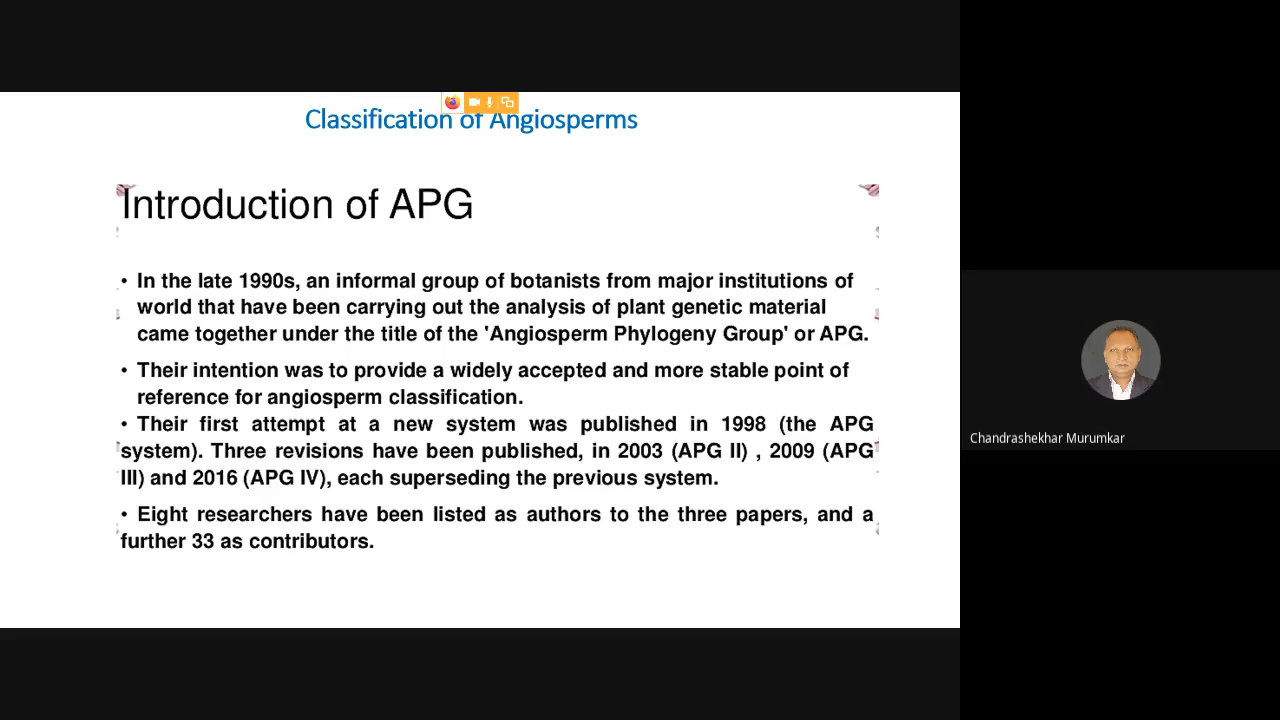 Classification of Angiosperms
Introduction of APG
• In the late 1990s, an informal group of botanists from major institutions of
world that have been carrying out the analysis of plant genetic material
came together under the title of the 'Angiosperm Phylogeny Group' or APG.
• Their intention was to provide a widely accepted and more stable point of
reference for angiosperm classification.
• Their first attempt at a new system was published in 1998 (the APG
system). Three revisions have been published, in 2003 (APG II) , 2009 (APG
III) and 2016 (APG IV), each superseding the previous system.
• Eight researchers have been listed as authors to the three papers, and a
further 33 as contributors.
Chandrashekhar Murumkar